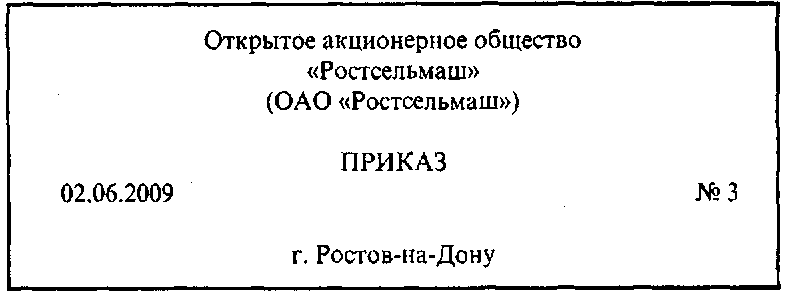 Открытое акционерное общество
«Ростсельмаш»
(ОАО «Ростсельмаш»)
ПРИКАЗ
02.06.2009 № 3
г. Ростов-на-Дону